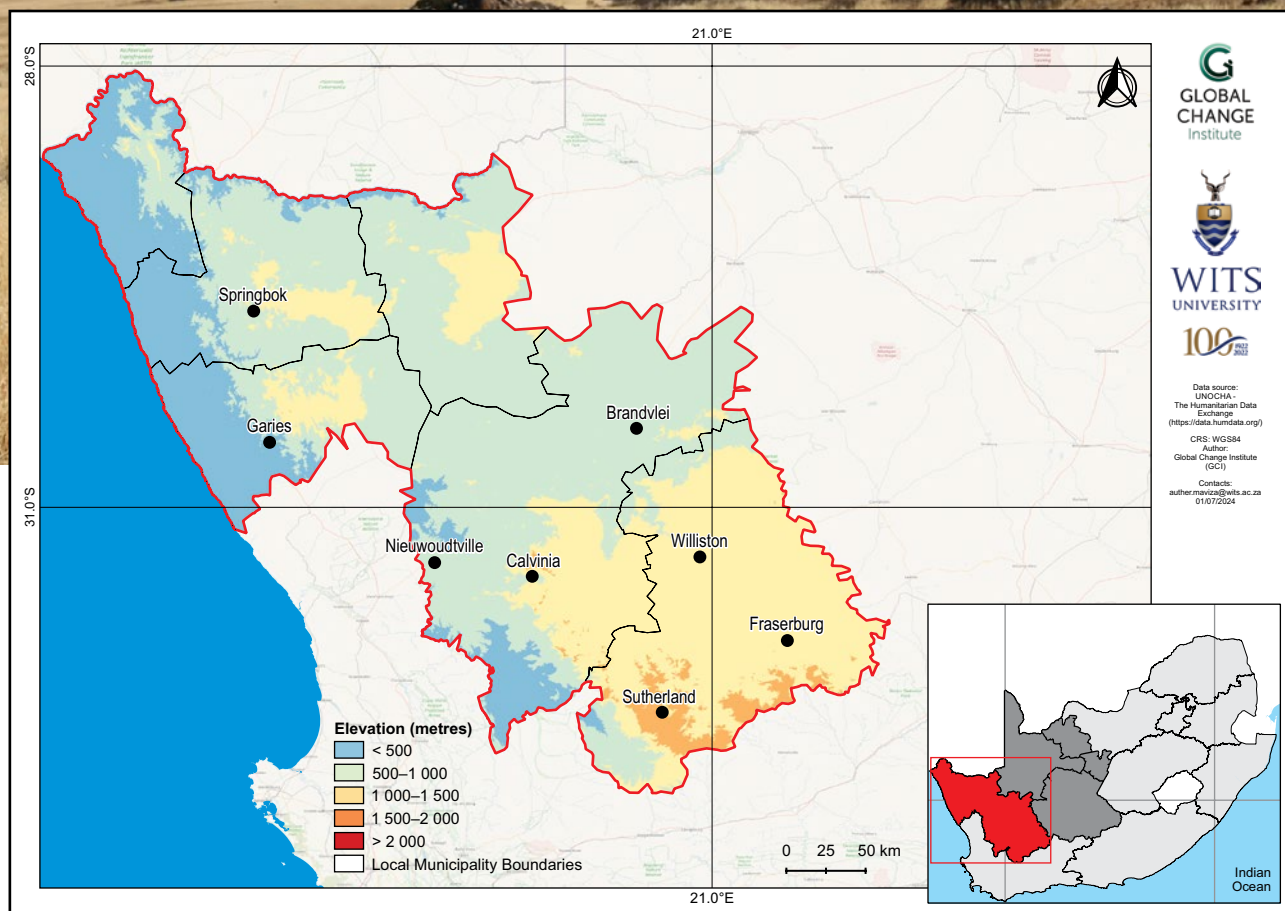 21.0°E
28.0°S
Springbok
Garies
Brandvlei
31.0°S
Nieuwoudtville
Calvinia
Williston
Fraserburg
Sutherland
Elevation (metres)
< 500
500–1 000
1 000–1 500
1 500–2 000
> 2 000
Local Municipality Boundaries
0 25 50 km
21.0°E
Indian
Ocean
G
GLOBAL
CHANGE
Institute
WITS
UNIVERSITY
100 1922
2022
Data source:
UNOCHA -
The Humanitarian Data
Exchange
(https://data.humdata.org/)
CRS: WGS84
Author:
Global Change Institute
(GCI)
Contacts:
auther.maviza@wits.ac.za
01/07/2024